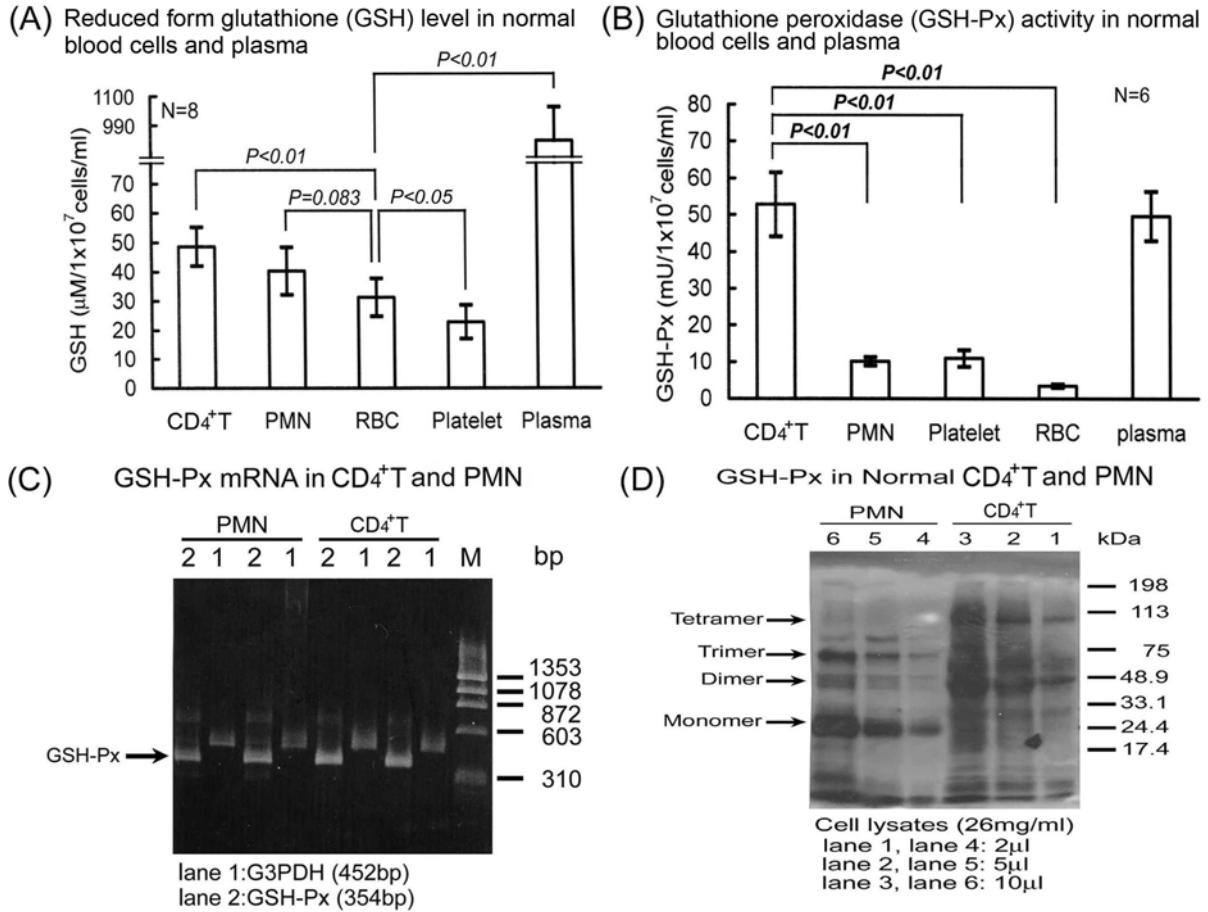 (A) Reduced form glutathione (GSH) level in normal
blood cells and plasma
P<0.01
N=8
P<0.01
P=0.083
P<0.05
GSH (µM/1x10⁷cells/ml)
1100
990
70
60
50
40
30
20
10
0
CD4⁺T PMN RBC Platelet Plasma
(B) Glutathione peroxidase (GSH-Px) activity in normal
blood cells and plasma
P<0.01
N=6
P<0.01
P<0.01
GSH-Px (mU/1x10⁷cells/ml)
80
70
60
50
40
30
20
10
0
CD4⁺T PMN Platelet RBC plasma
(C) GSH-Px mRNA in CD4⁺T and PMN
PMN CD4⁺T
2 1 2 1 2 1 2 1 M bp
1353
1078
872
603
310
GSH-Px
lane 1:G3PDH (452bp)
lane 2:GSH-Px (354bp)
(D) GSH-Px in Normal CD4⁺T and PMN
PMN CD4⁺T
6 5 4 3 2 1 kDa
Tetramer
Trimer
Dimer
Monomer
198
113
75
48.9
33.1
24.4
17.4
Cell lysates (26mg/ml)
lane 1, lane 4: 2µl
lane 2, lane 5: 5µl
lane 3, lane 6: 10µl